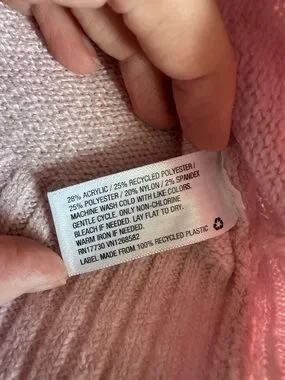 28% ACRYLIC / 25% RECYCLED POLYESTER /
25% POLYESTER / 20% NYLON / 2% SPANDEX
MACHINE WASH COLD WITH LIKE COLORS.
GENTLE CYCLE. ONLY NON-CHLORINE
BLEACH IF NEEDED. LAY FLAT TO DRY.
WARM IRON IF NEEDED.
RN17730 VN1268582
LABEL MADE FROM 100% RECYCLED PLASTIC